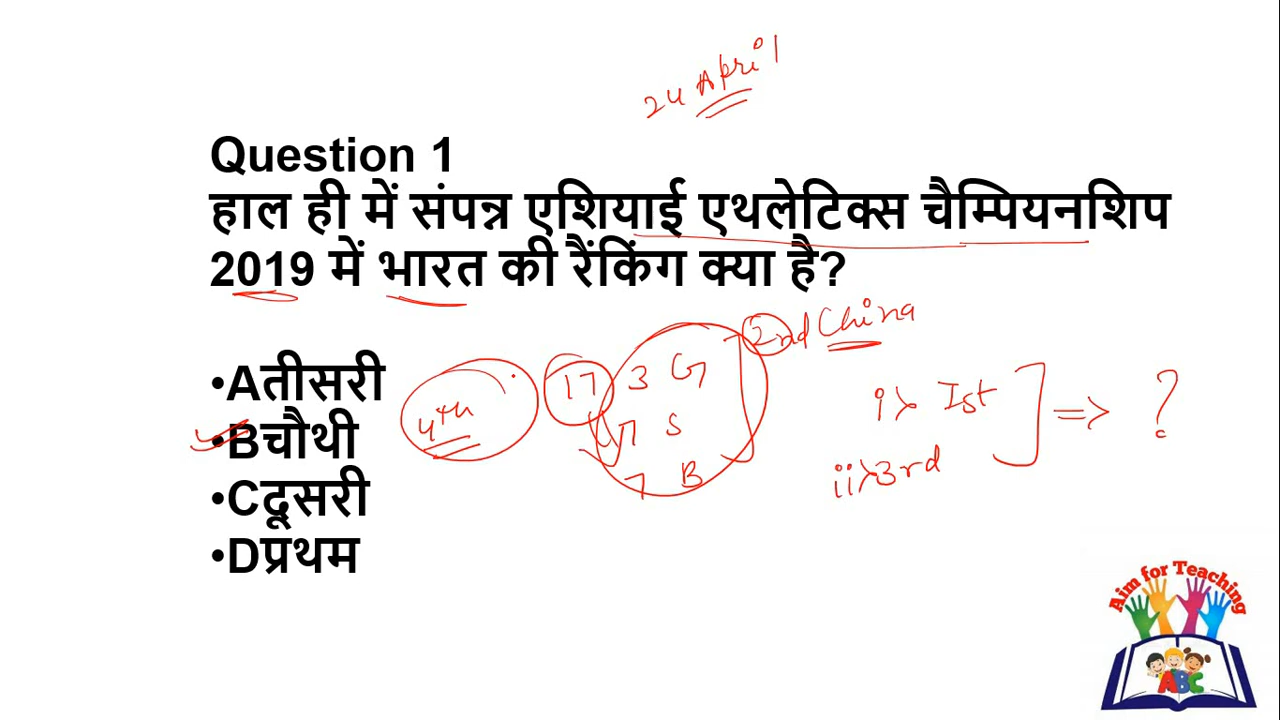 24 April
Question 1
हाल ही में संपन्न एशियाई एथलेटिक्स चैम्पियनशिप
2019 में भारत की रैंकिंग क्या है?
2nd China
•Aतीसरी
4th
17 3 G
7 S
7 B
i> Ist
ii>3rd
=> ?
•Bचौथी
•Cदूसरी
•Dप्रथम
Aim for Teaching
ABC